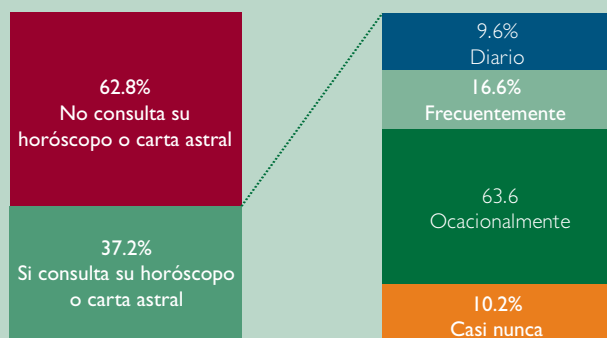 62.8%
No consulta su
horóscopo o carta astral
37.2%
Si consulta su horóscopo
o carta astral
9.6%
Diario
16.6%
Frecuentemente
63.6
Ocacionalmente
10.2%
Casi nunca